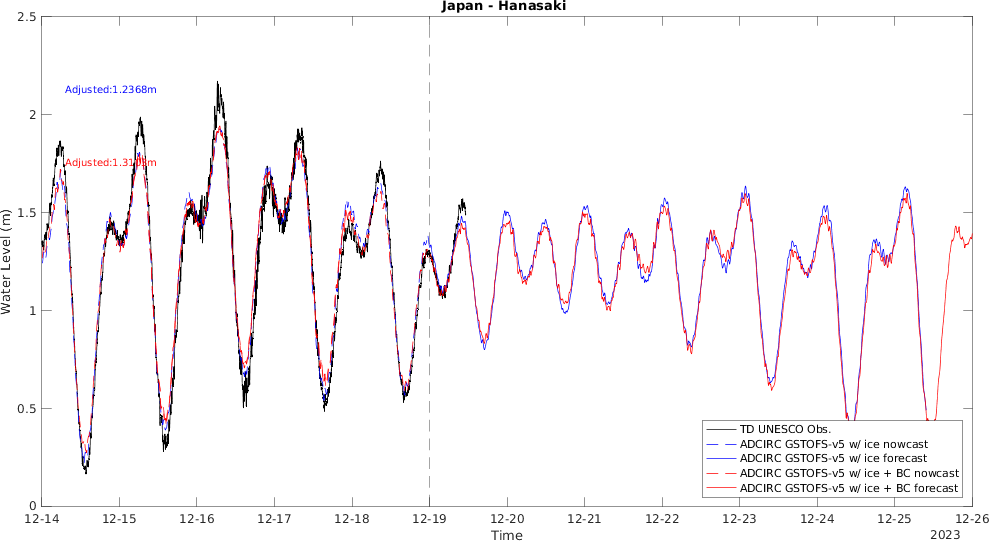 Japan - Hanasaki
2.5
2
1.5
1
0.5
0
Water Level (m)
Adjusted:1.2368m
12-14 12-15 12-16 12-17 12-18 12-19 12-20 12-21 12-22 12-23 12-24 12-25 12-26
Time
2023
TD UNESCO Obs.
ADCIRC GSTOFS-v5 w/ ice nowcast
ADCIRC GSTOFS-v5 w/ ice forecast
ADCIRC GSTOFS-v5 w/ ice + BC nowcast
ADCIRC GSTOFS-v5 w/ ice + BC forecast